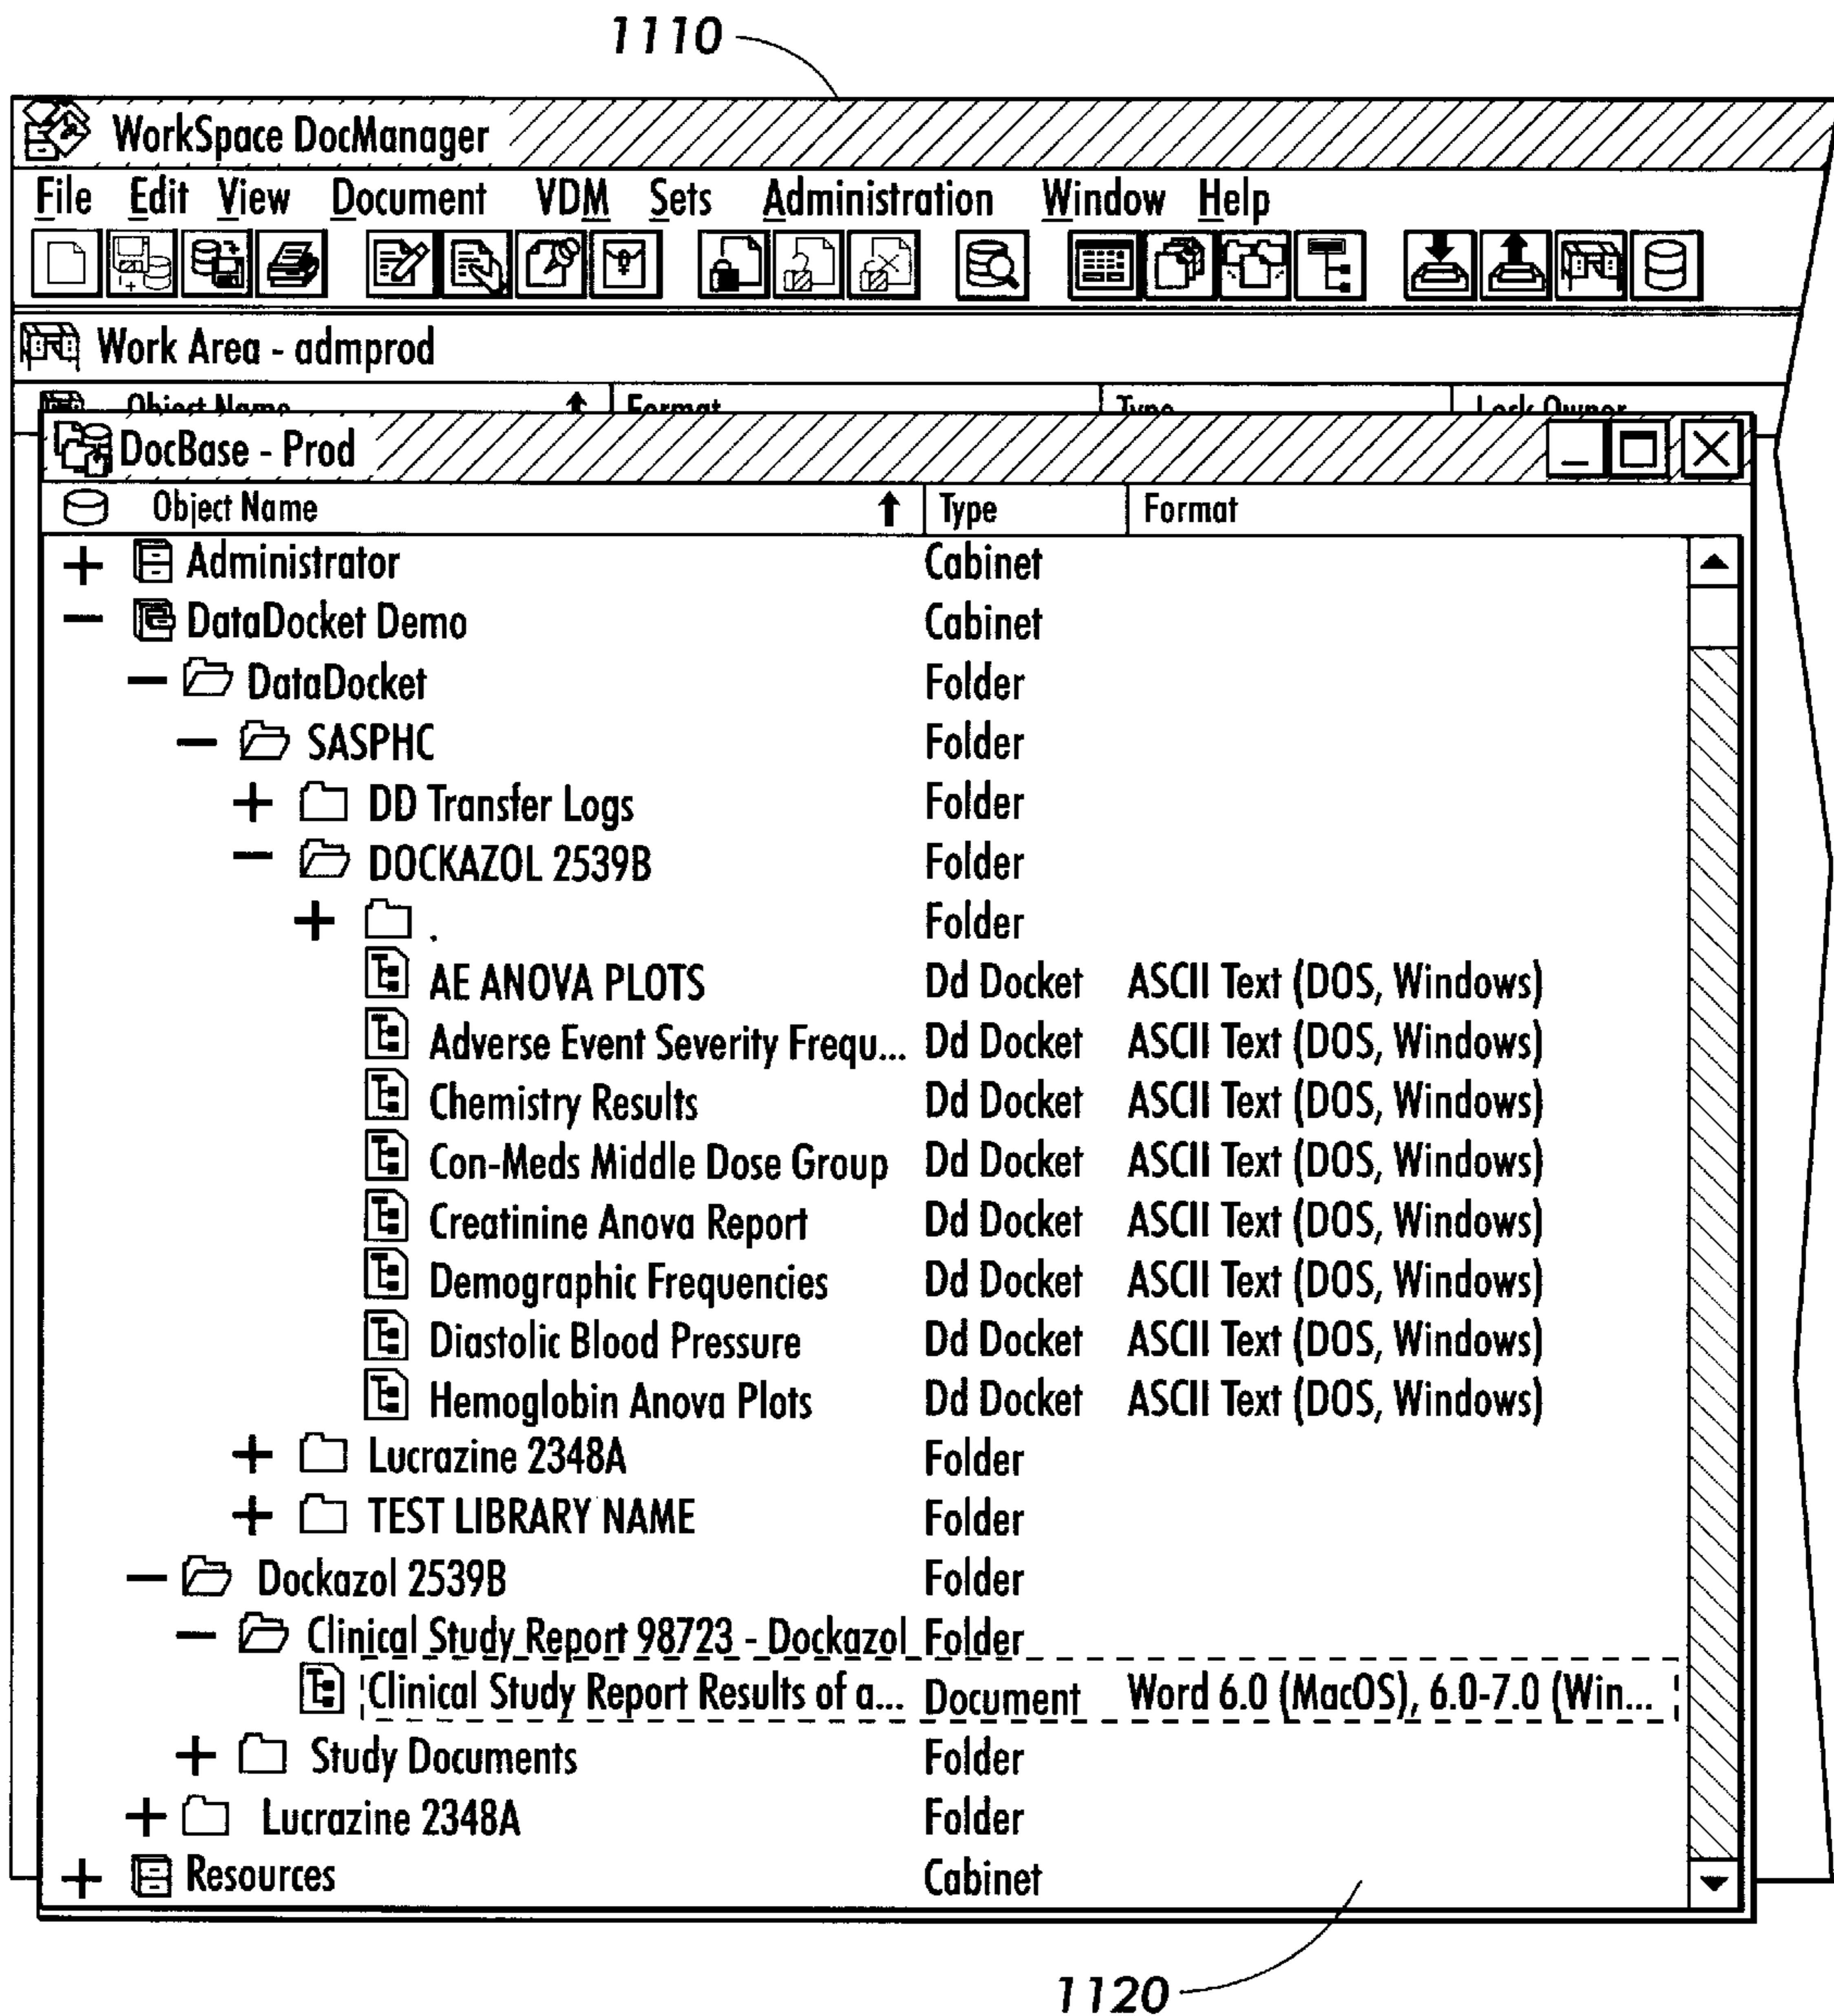 1110
WorkSpace DocManager
File Edit View Document VDM Sets Administration Window Help
Work Area - admprod
Object Name Format Type Lock Owner
DocBase - Prod
Object Name Type Format
+ Administrator Cabinet
− DataDocket Demo Cabinet
− DataDocket Folder
− SASPHC Folder
+ DD Transfer Logs Folder
− DOCKAZOL 2539B Folder
+ . Folder
AE ANOVA PLOTS Dd Docket ASCII Text (DOS, Windows)
Adverse Event Severity Frequ... Dd Docket ASCII Text (DOS, Windows)
Chemistry Results Dd Docket ASCII Text (DOS, Windows)
Con-Meds Middle Dose Group Dd Docket ASCII Text (DOS, Windows)
Creatinine Anova Report Dd Docket ASCII Text (DOS, Windows)
Demographic Frequencies Dd Docket ASCII Text (DOS, Windows)
Diastolic Blood Pressure Dd Docket ASCII Text (DOS, Windows)
Hemoglobin Anova Plots Dd Docket ASCII Text (DOS, Windows)
+ Lucrazine 2348A Folder
+ TEST LIBRARY NAME Folder
− Dockazol 2539B Folder
− Clinical Study Report 98723 - Dockazol Folder
Clinical Study Report Results of a... Document Word 6.0 (MacOS), 6.0-7.0 (Win...
+ Study Documents Folder
+ Lucrazine 2348A Folder
+ Resources Cabinet
1120